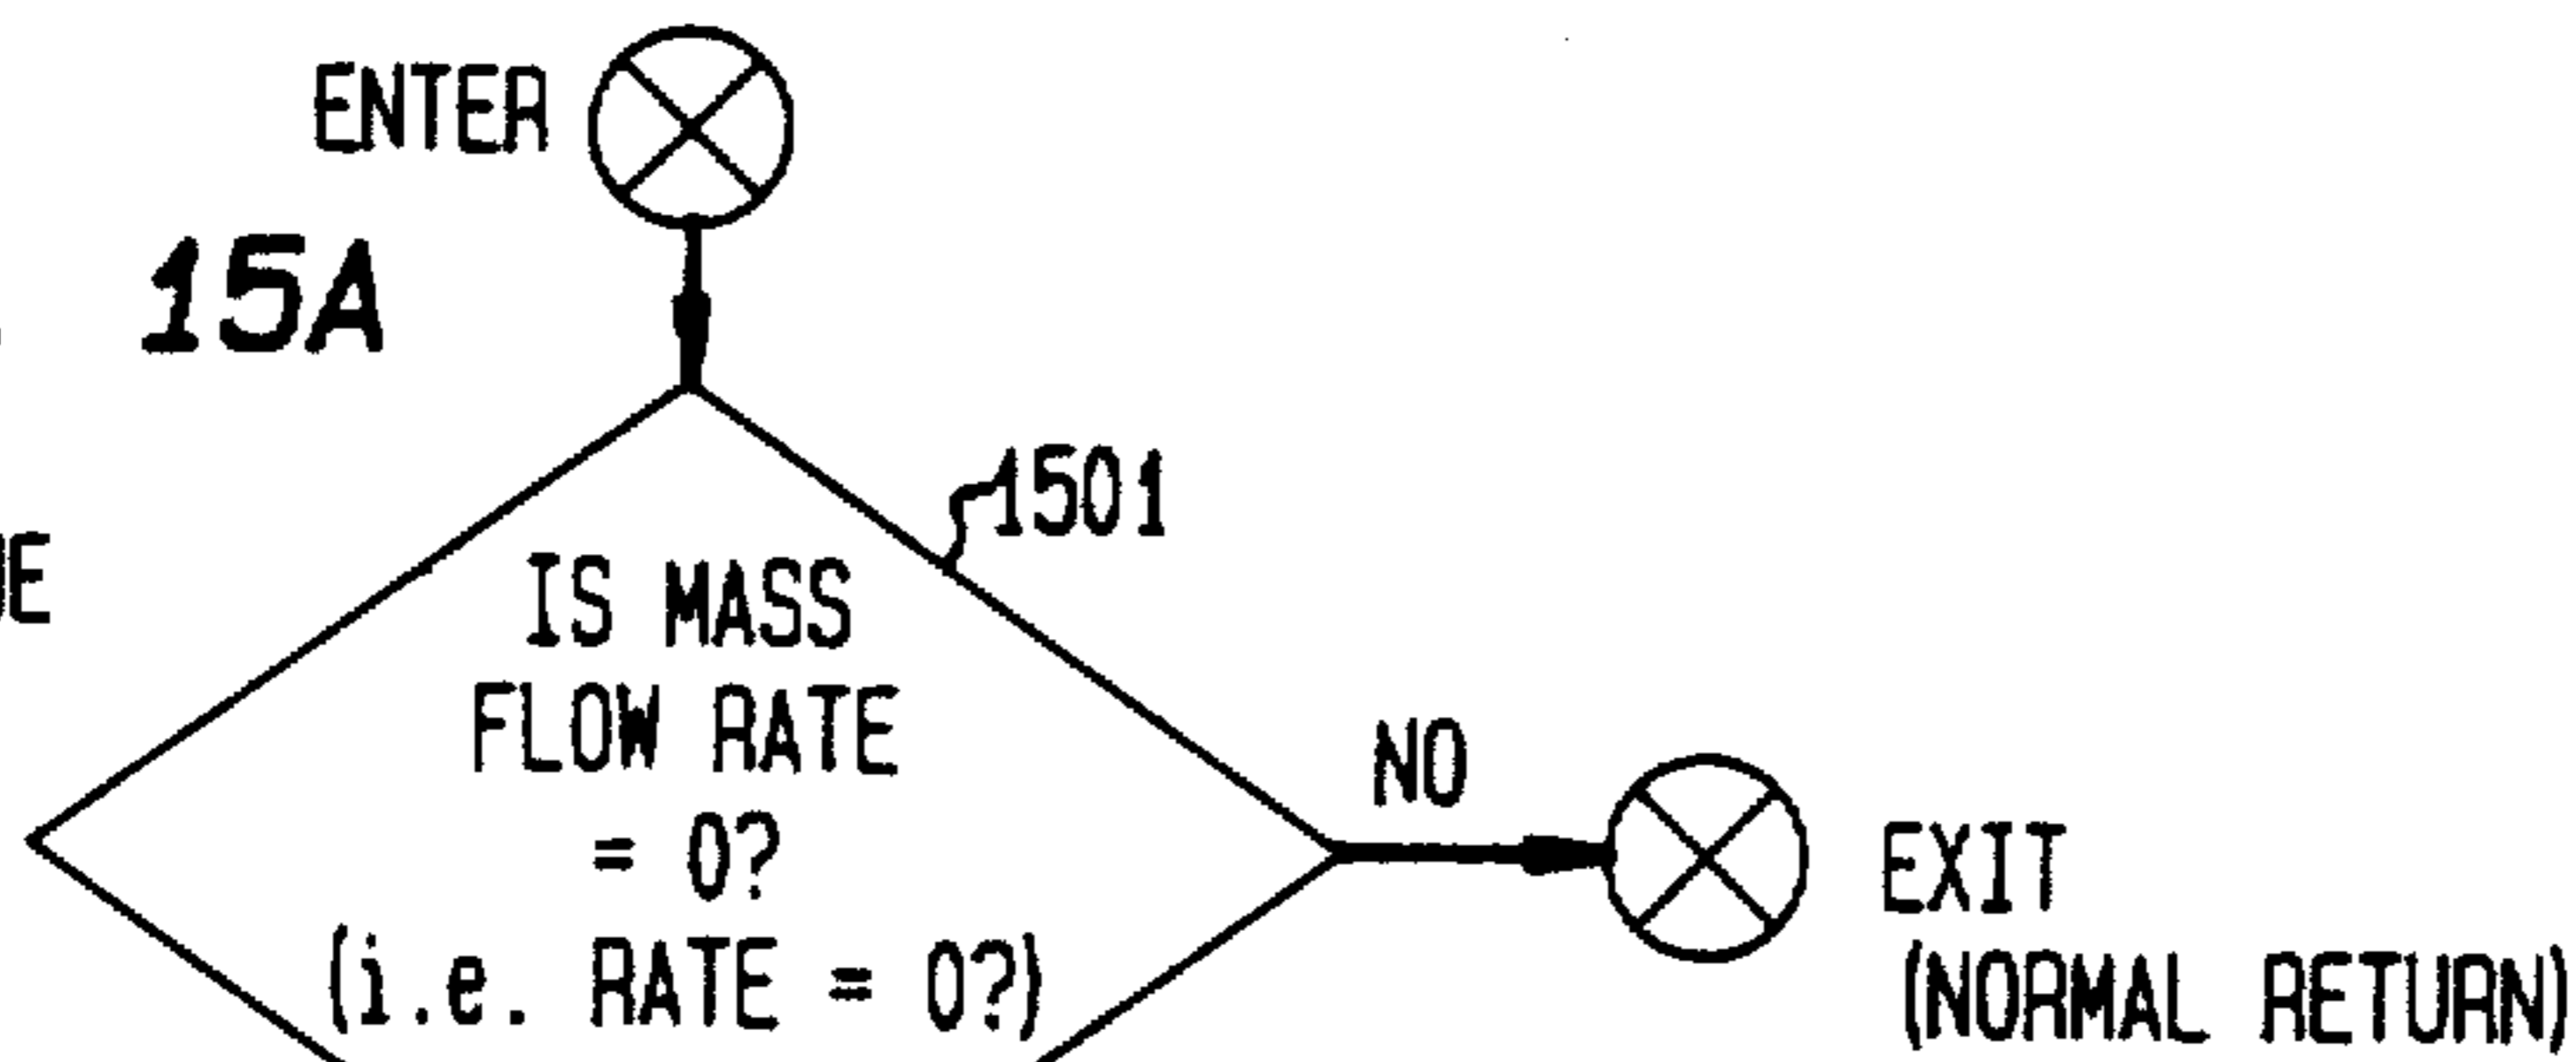 ENTER
15A
1501
IS MASS
FLOW RATE
= 0?
(i.e. RATE = 0?)
NO
EXIT
(NORMAL RETURN)